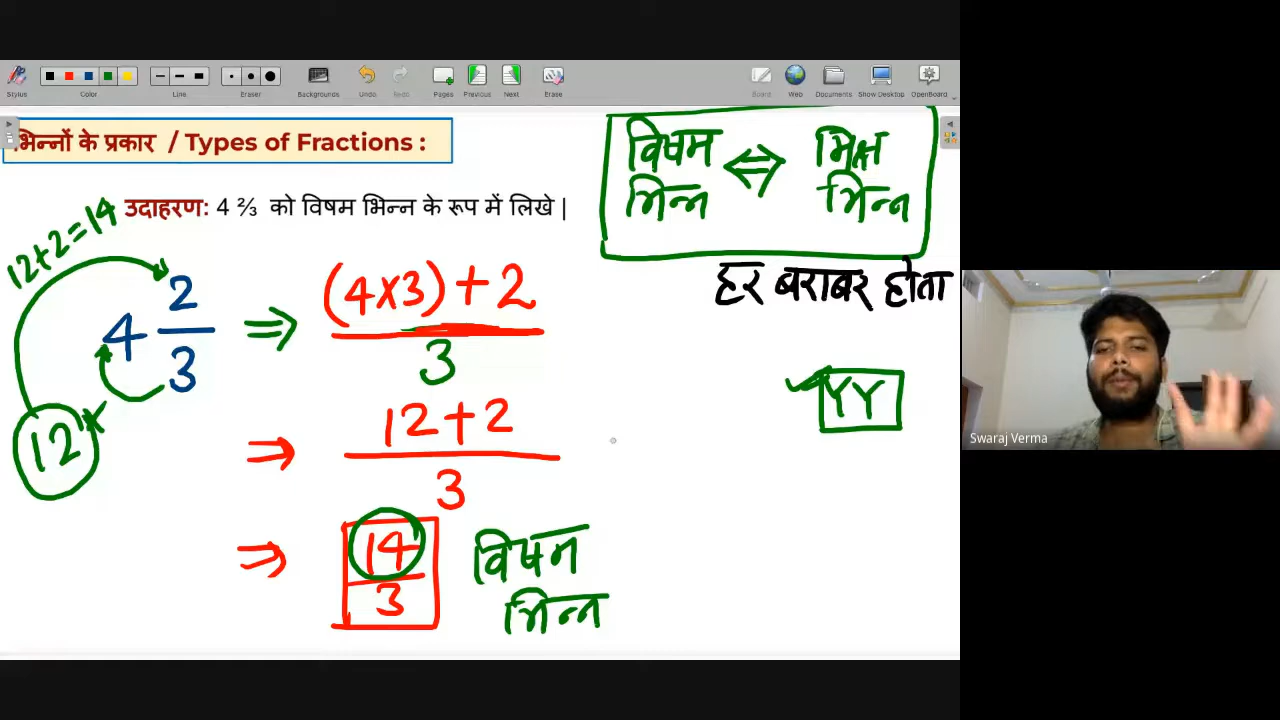 Stylus
Color
Line
Eraser
Backgrounds
Undo
Redo
Pages
Previous
Next
Erase
Board
Web
Documents
Show Desktop
OpenBoard
भिन्नों के प्रकार / Types of Fractions :
विषम ⇔ मिश्र
भिन्न भिन्न
उदाहरण: 4 ⅔ को विषम भिन्न के रूप में लिखे |
हर बराबर होता
12+2=14
4 2/3 ⇒ (4×3)+2
3
12 ×
⇒ 12+2
3
⇒ 14
3
विषम
भिन्न
YY
Swaraj Verma